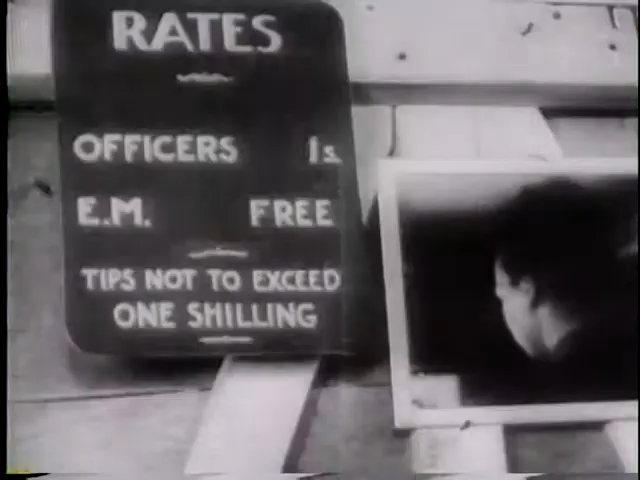 RATES
OFFICERS 1s.
E.M. FREE
TIPS NOT TO EXCEED
ONE SHILLING